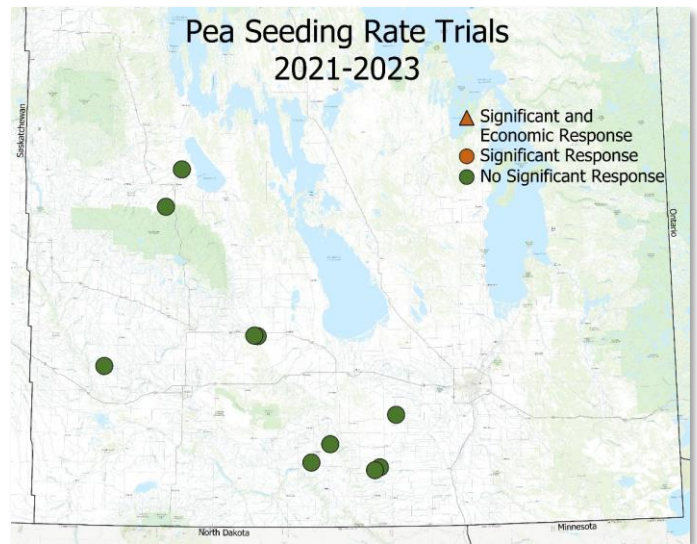 Pea Seeding Rate Trials
2021-2023
Significant and
Economic Response
Significant Response
No Significant Response
Saskatchewan
Ontario
North Dakota
Minnesota